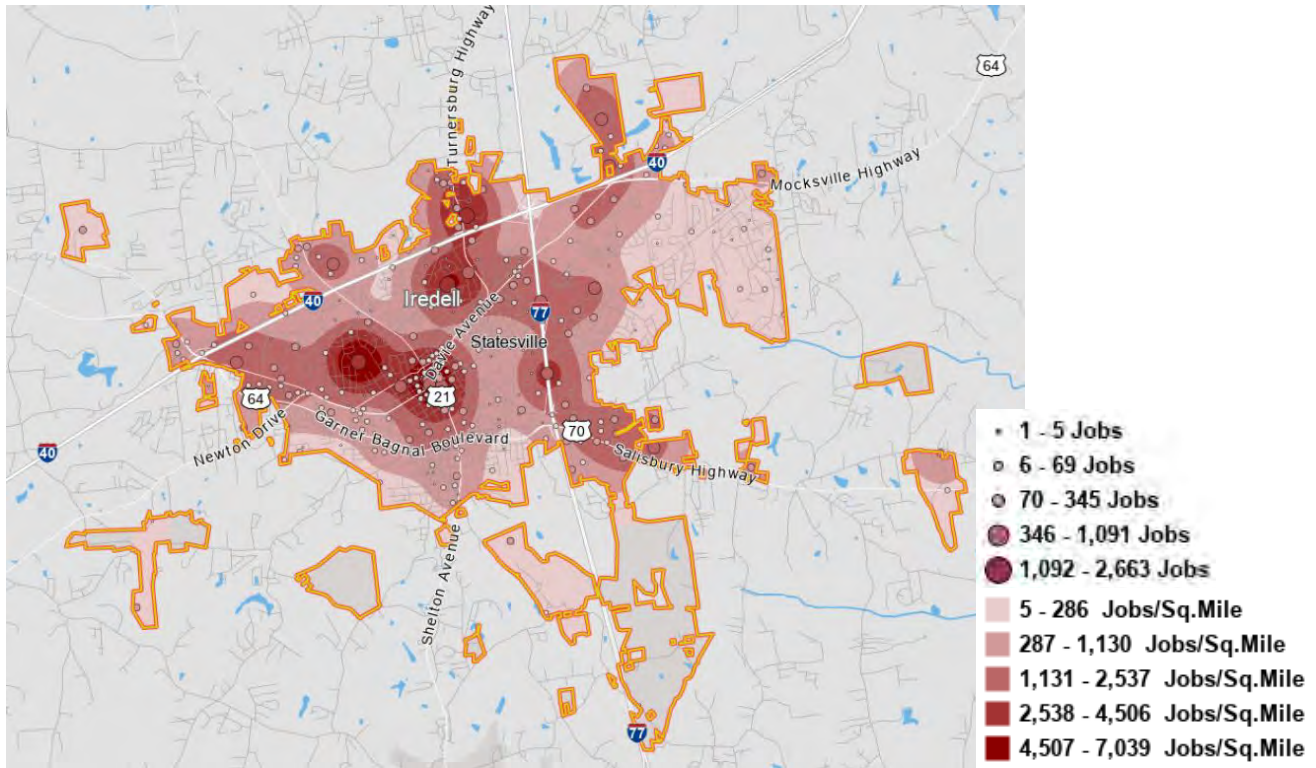 Turnersburg Highway
64
40
Mocksville Highway
Iredell
40
77
Davie Avenue
Statesville
21
64
Garner Bagnal Boulevard
70
Newton Drive
Salisbury Highway
40
Shelton Avenue
77
1 - 5 Jobs
6 - 69 Jobs
70 - 345 Jobs
346 - 1,091 Jobs
1,092 - 2,663 Jobs
5 - 286 Jobs/Sq.Mile
287 - 1,130 Jobs/Sq.Mile
1,131 - 2,537 Jobs/Sq.Mile
2,538 - 4,506 Jobs/Sq.Mile
4,507 - 7,039 Jobs/Sq.Mile